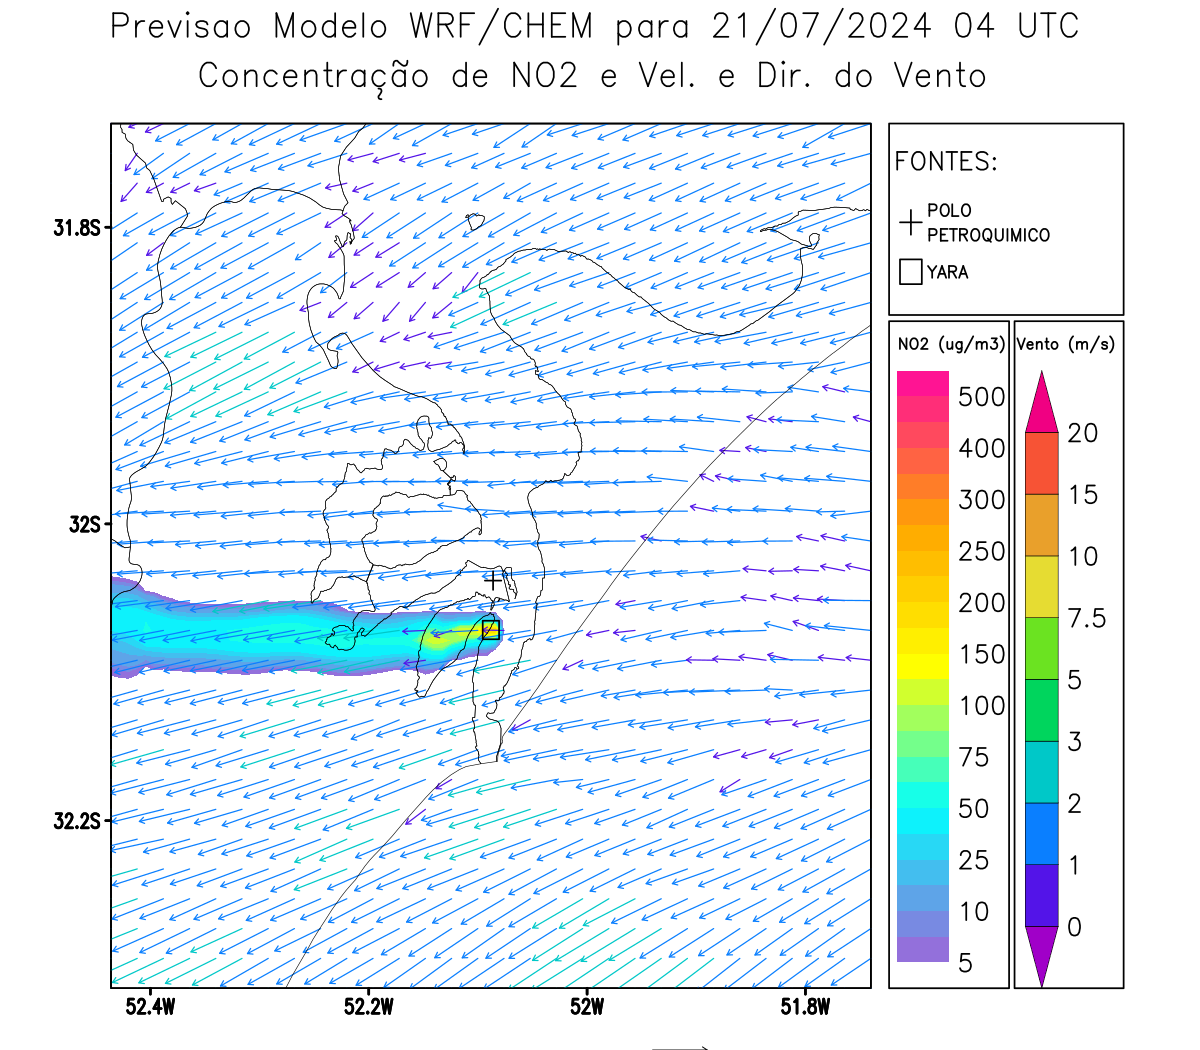 Previsao Modelo WRF/CHEM para 21/07/2024 04 UTC
Concentração de NO2 e Vel. e Dir. do Vento
FONTES:
POLO
PETROQUIMICO
YARA
NO2 (ug/m3)
500
400
300
250
200
150
100
75
50
25
10
5
Vento (m/s)
20
15
10
7.5
5
3
2
1
0
31.8S
32S
32.2S
52.4W
52.2W
52W
51.8W